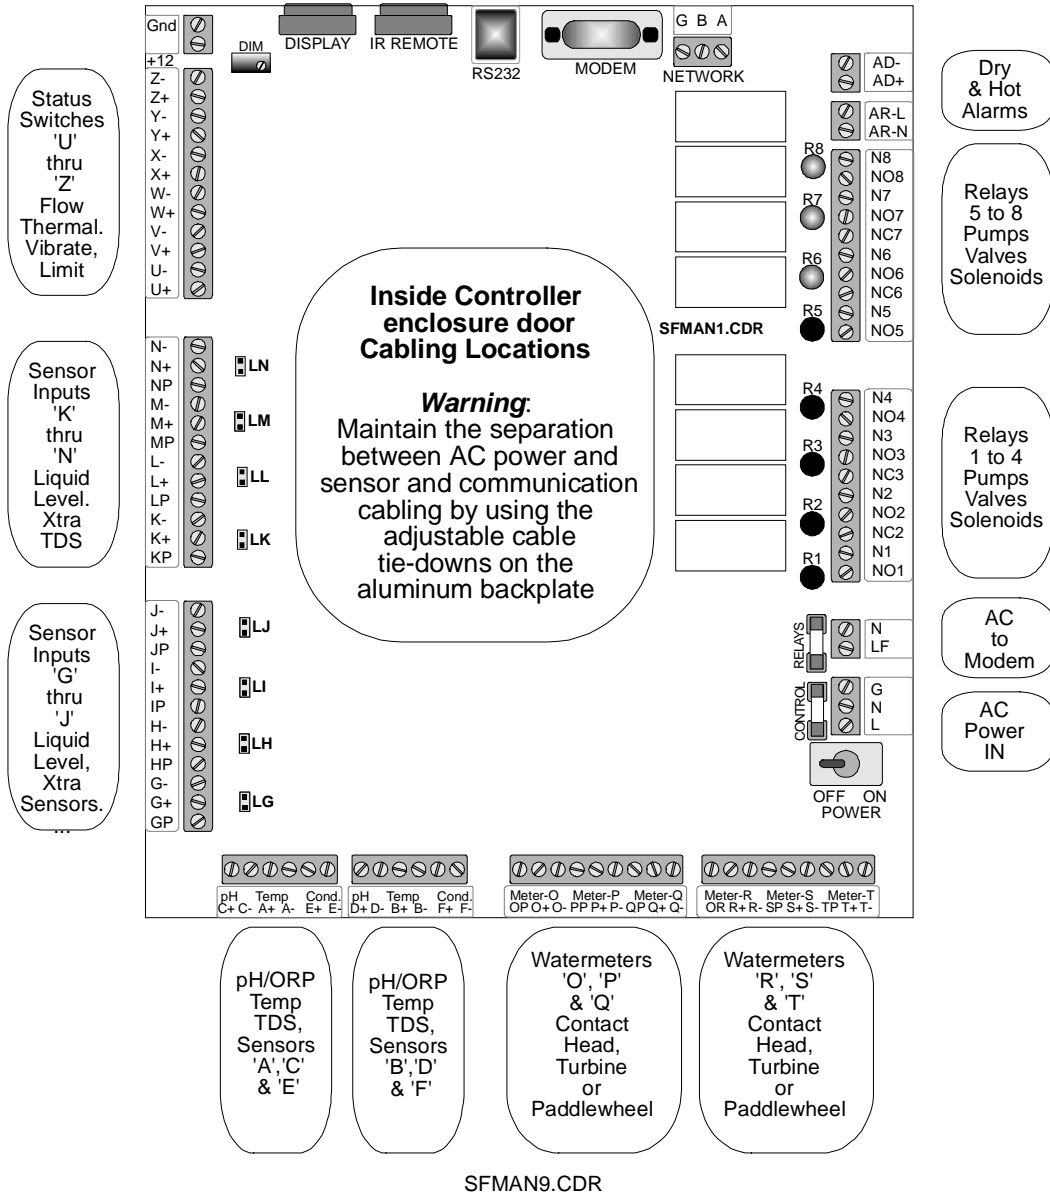 Gnd
+12
DIM
DISPLAY
IR REMOTE
RS232
MODEM
G B A
NETWORK
Z-
Z+
Y-
Y+
X-
X+
W-
W+
V-
V+
U-
U+
Status
Switches
'U'
thru
'Z'
Flow
Thermal.
Vibrate,
Limit
AD-
AD+
AR-L
AR-N
Dry
& Hot
Alarms
R8
R7
R6
R5
N8
NO8
N7
NO7
NC7
N6
NO6
NC6
N5
NO5
Relays
5 to 8
Pumps
Valves
Solenoids
SFMAN1.CDR
Inside Controller
enclosure door
Cabling Locations
Warning:
Maintain the separation
between AC power and
sensor and communication
cabling by using the
adjustable cable
tie-downs on the
aluminum backplate
N-
N+
NP
M-
M+
MP
L-
L+
LP
K-
K+
KP
LN
LM
LL
LK
Sensor
Inputs
'K'
thru
'N'
Liquid
Level.
Xtra
TDS
R4
R3
R2
R1
N4
NO4
N3
NO3
NC3
N2
NO2
NC2
N1
NO1
Relays
1 to 4
Pumps
Valves
Solenoids
J-
J+
JP
I-
I+
IP
H-
H+
HP
G-
G+
GP
LJ
LI
LH
LG
Sensor
Inputs
'G'
thru
'J'
Liquid
Level,
Xtra
Sensors.
...
RELAYS
N
LF
AC
to
Modem
CONTROL
G
N
L
AC
Power
IN
OFF ON
POWER
pH Temp Cond.
C+ C- A+ A- E+ E-
pH Temp Cond.
D+ D- B+ B- F+ F-
Meter-O Meter-P Meter-Q
OP O+ O- PP P+ P- QP Q+ Q-
Meter-R Meter-S Meter-T
OR R+ R- SP S+ S- TP T+ T-
pH/ORP
Temp
TDS,
Sensors
'A','C'
& 'E'
pH/ORP
Temp
TDS,
Sensors
'B','D'
& 'F'
Watermeters
'O', 'P'
& 'Q'
Contact
Head,
Turbine
or
Paddlewheel
Watermeters
'R', 'S'
& 'T'
Contact
Head,
Turbine
or
Paddlewheel
SFMAN9.CDR